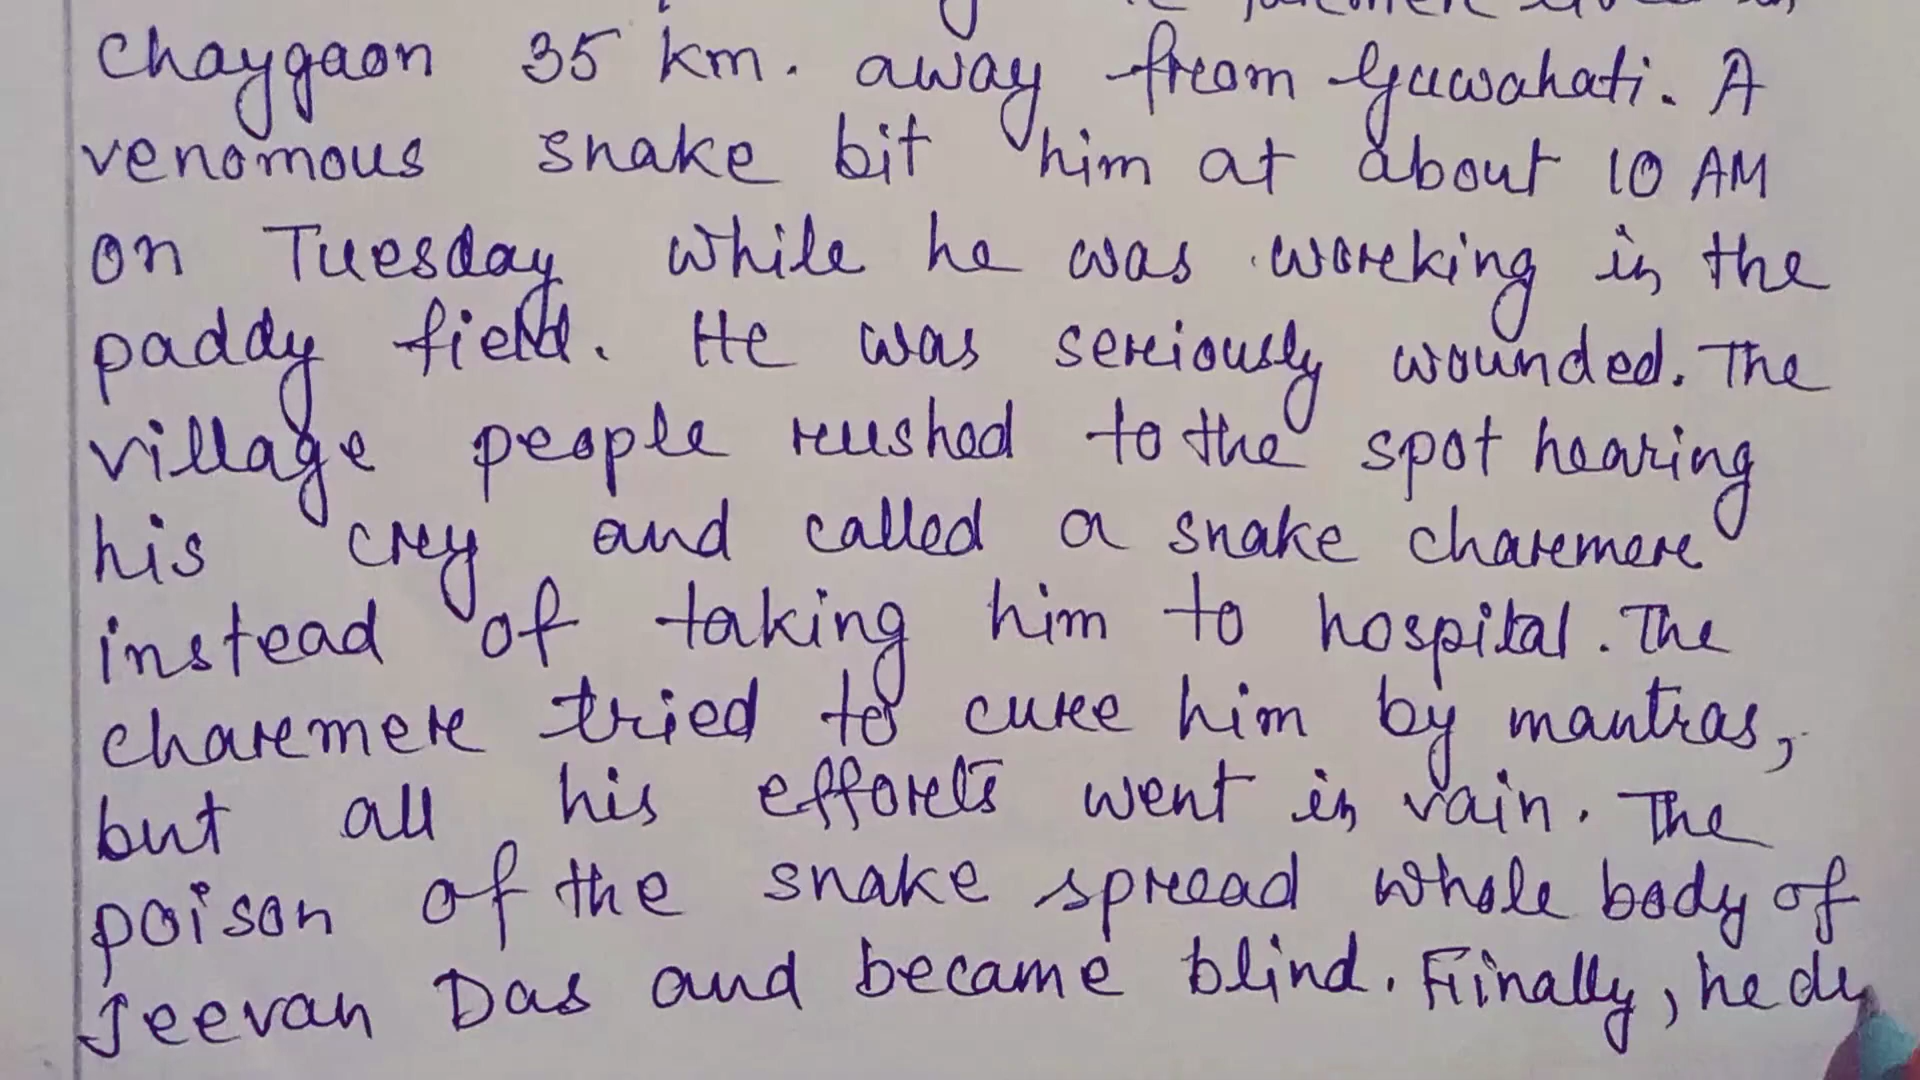 Chaygaon 35 km. away from Guwahati. A
venomous snake bit him at about 10 AM
on Tuesday while he was working in the
paddy field. He was seriously wounded. The
village people rushed to the spot hearing
his cry and called a snake charmer
instead of taking him to hospital. The
charmer tried to cure him by mantras,
but all his efforts went in vain. The
poison of the snake spread whole body of
Jeevan Das and became blind. Finally, he